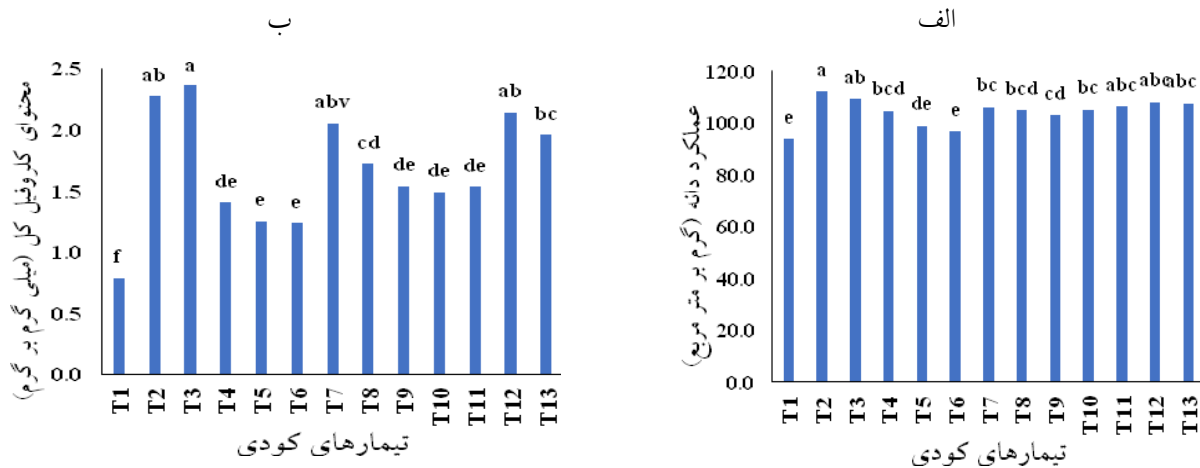 الف
عملکرد دانه (گرم بر متر مربع)
120.0
100.0
80.0
60.0
40.0
20.0
0.0
e a ab bcd de e bc bcd cd bc abc abc abc
T1 T2 T3 T4 T5 T6 T7 T8 T9 T10 T11 T12 T13
تیمارهای کودی
ب
محتوای کلروفیل کل (میلی گرم بر گرم)
2.5
2.0
1.5
1.0
0.5
0.0
f ab a de e e abv cd de de de ab bc
T1 T2 T3 T4 T5 T6 T7 T8 T9 T10 T11 T12 T13
تیمارهای کودی